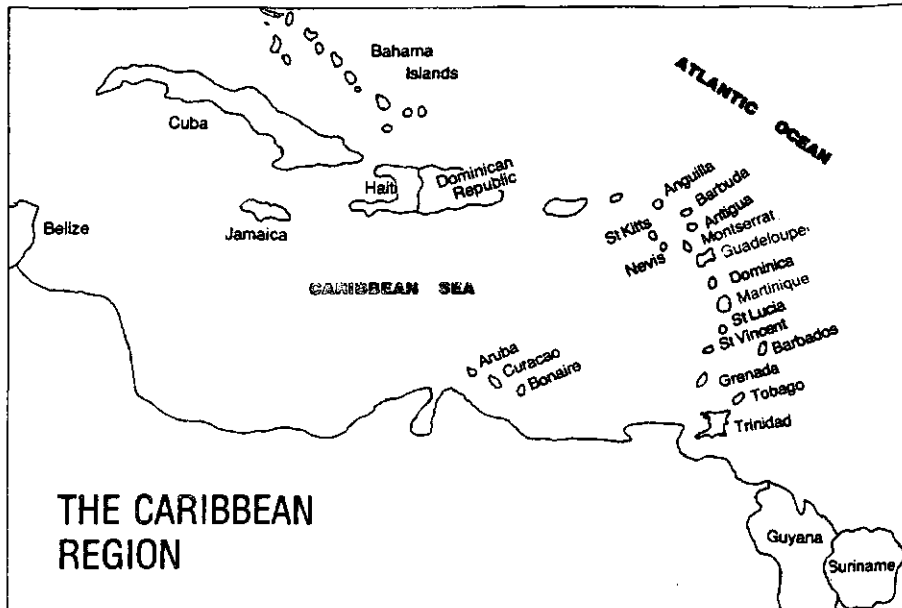 Bahama
Islands
ATLANTIC OCEAN
Cuba
Haiti
Dominican
Republic
Anguilla
Barbuda
Antigua
St Kitts
Montserrat
Nevis
Guadeloupe
Belize
Jamaica
Dominica
CARIBBEAN SEA
Martinique
St Lucia
St Vincent
Barbados
Aruba
Curacao
Bonaire
Grenada
Tobago
Trinidad
THE CARIBBEAN
REGION
Guyana
Suriname